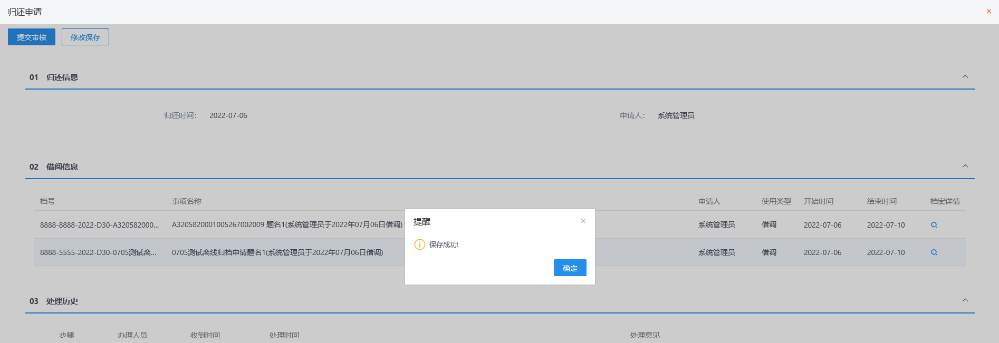 归还申请
提交审核 修改保存
01 归还信息
归还时间： 2022-07-06 申请人： 系统管理员
02 借阅信息
档号 事项名称 申请人 使用类型 开始时间 结束时间 档案详情
8888-8888-2022-D30-A320582000... A3205820001005267002009 题名1(系统管理员于2022年07月06日借调) 系统管理员 借调 2022-07-06 2022-07-10
8888-5555-2022-D30-0705测试离... 0705测试离线归档申请题名1(系统管理员于2022年07月06日借调) 系统管理员 借调 2022-07-06 2022-07-10
提醒
保存成功!
确定
03 处理历史
步骤 办理人员 收到时间 处理时间 处理意见